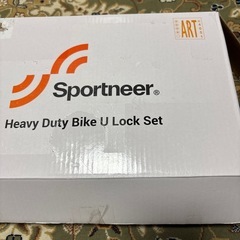 ART
Sportneer®
Heavy Duty Bike U Lock Set